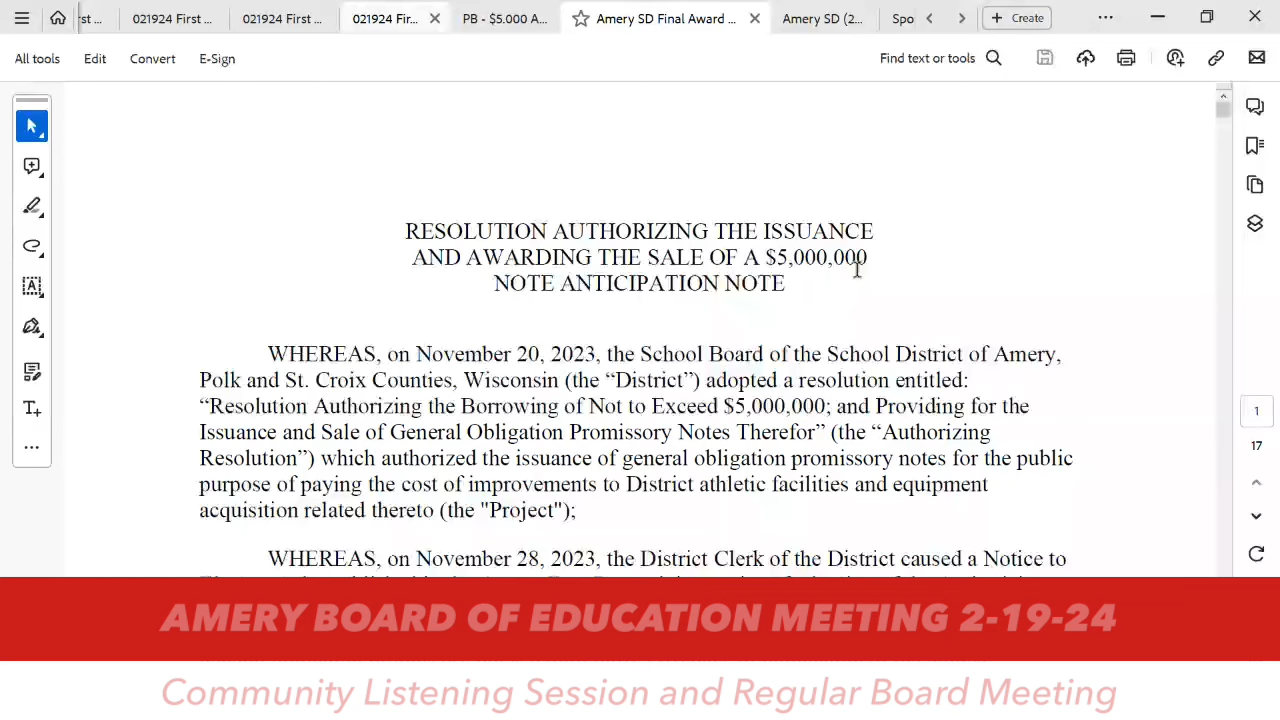 st ...
021924 First ...
021924 First ...
021924 Fir...
PB - $5.000 A...
Amery SD Final Award ...
Amery SD (2...
Spo
Create
All tools
Edit
Convert
E-Sign
Find text or tools
RESOLUTION AUTHORIZING THE ISSUANCE
AND AWARDING THE SALE OF A $5,000,000
NOTE ANTICIPATION NOTE
WHEREAS, on November 20, 2023, the School Board of the School District of Amery,
Polk and St. Croix Counties, Wisconsin (the “District”) adopted a resolution entitled:
“Resolution Authorizing the Borrowing of Not to Exceed $5,000,000; and Providing for the
Issuance and Sale of General Obligation Promissory Notes Therefor” (the “Authorizing
Resolution”) which authorized the issuance of general obligation promissory notes for the public
purpose of paying the cost of improvements to District athletic facilities and equipment
acquisition related thereto (the "Project");
WHEREAS, on November 28, 2023, the District Clerk of the District caused a Notice to
1
17
AMERY BOARD OF EDUCATION MEETING 2-19-24
Community Listening Session and Regular Board Meeting